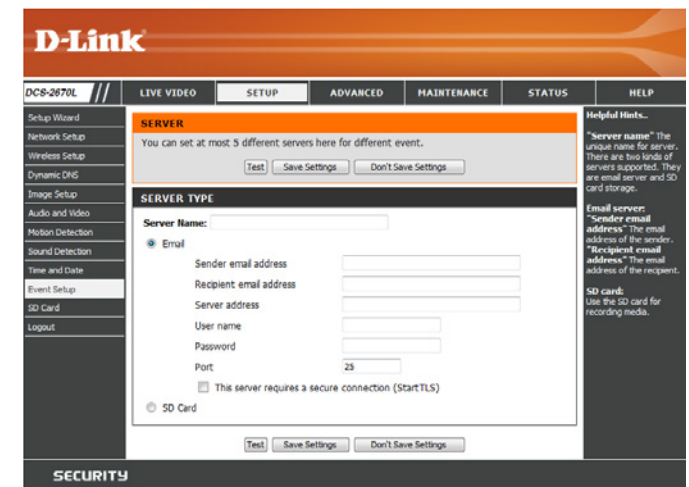 D-Link
DCS-2670L
LIVE VIDEO
SETUP
ADVANCED
MAINTENANCE
STATUS
HELP
Setup Wizard
Network Setup
Wireless Setup
Dynamic DNS
Image Setup
Audio and Video
Motion Detection
Sound Detection
Time and Date
Event Setup
SD Card
Logout
SERVER
You can set at most 5 different servers here for different event.
Test
Save Settings
Don't Save Settings
SERVER TYPE
Server Name:
Email
Sender email address
Recipient email address
Server address
User name
Password
Port
25
This server requires a secure connection (StartTLS)
SD Card
Test
Save Settings
Don't Save Settings
Helpful Hints..
"Server name" The
unique name for server.
There are two kinds of
servers supported. They
are email server and SD
card storage.
Email server:
"Sender email
address" The email
address of the sender.
"Recipient email
address" The email
address of the recipient.
SD card:
Use the SD card for
recording media.
SECURITY